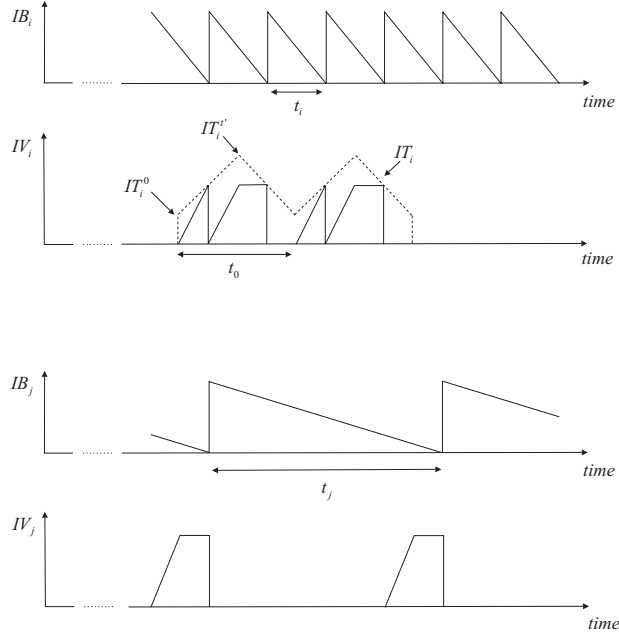 IB_i
t_i
time
IV_i
IT_i^{t'}
IT_i
IT_i^0
t_0
time
IB_j
time
t_j
IV_j
time